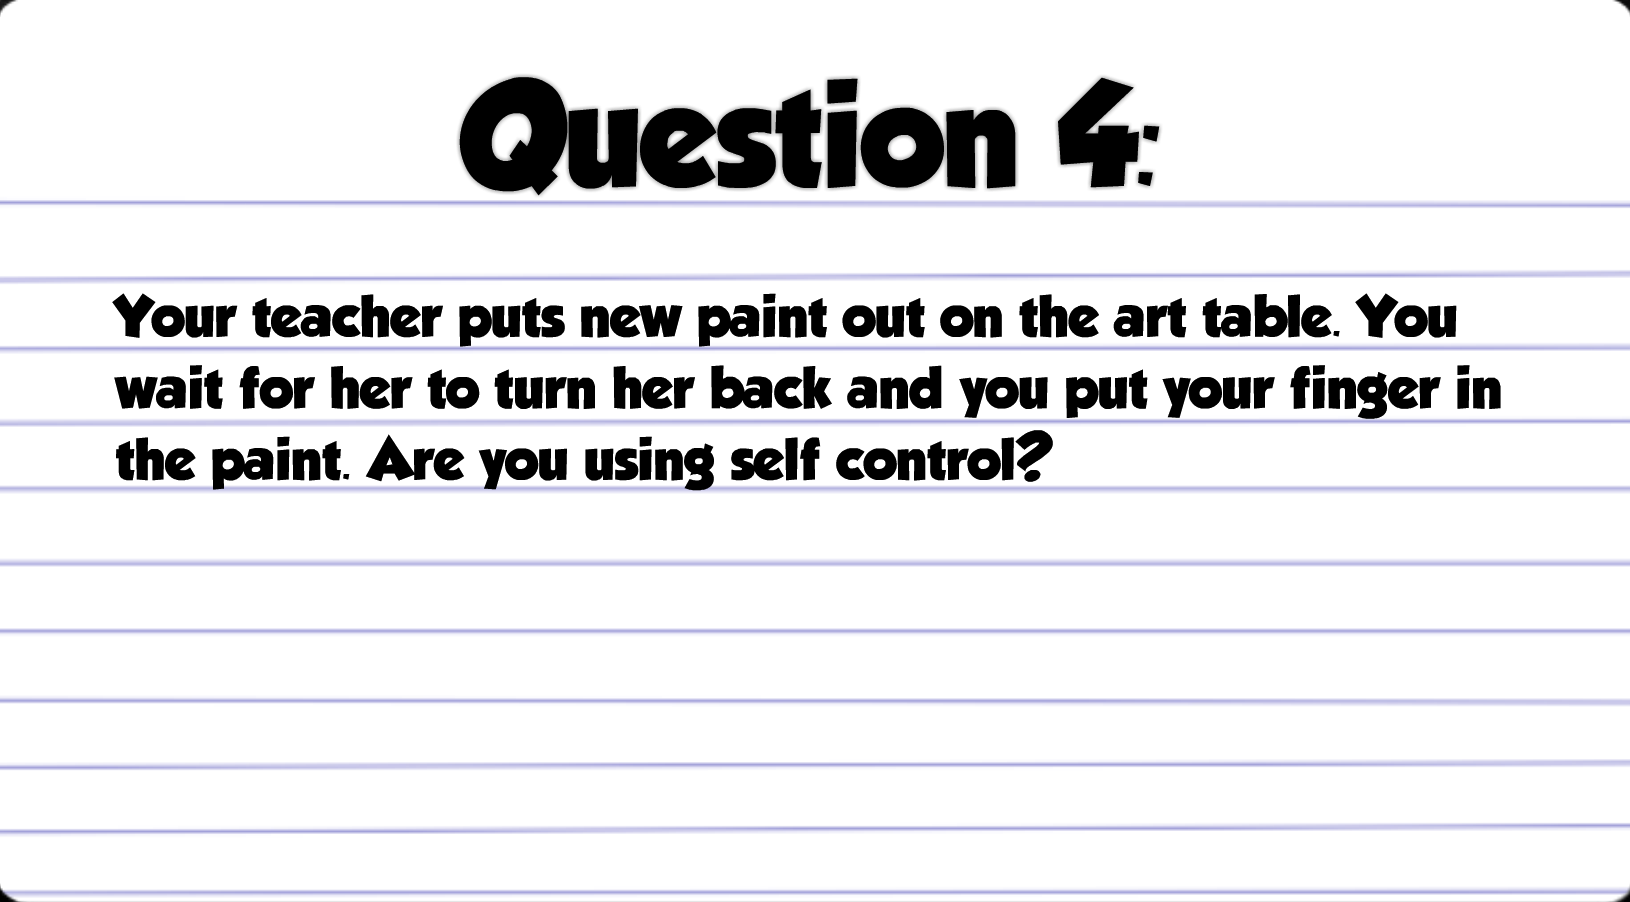 Question 4:
Your teacher puts new paint out on the art table. You
wait for her to turn her back and you put your finger in
the paint. Are you using self control?